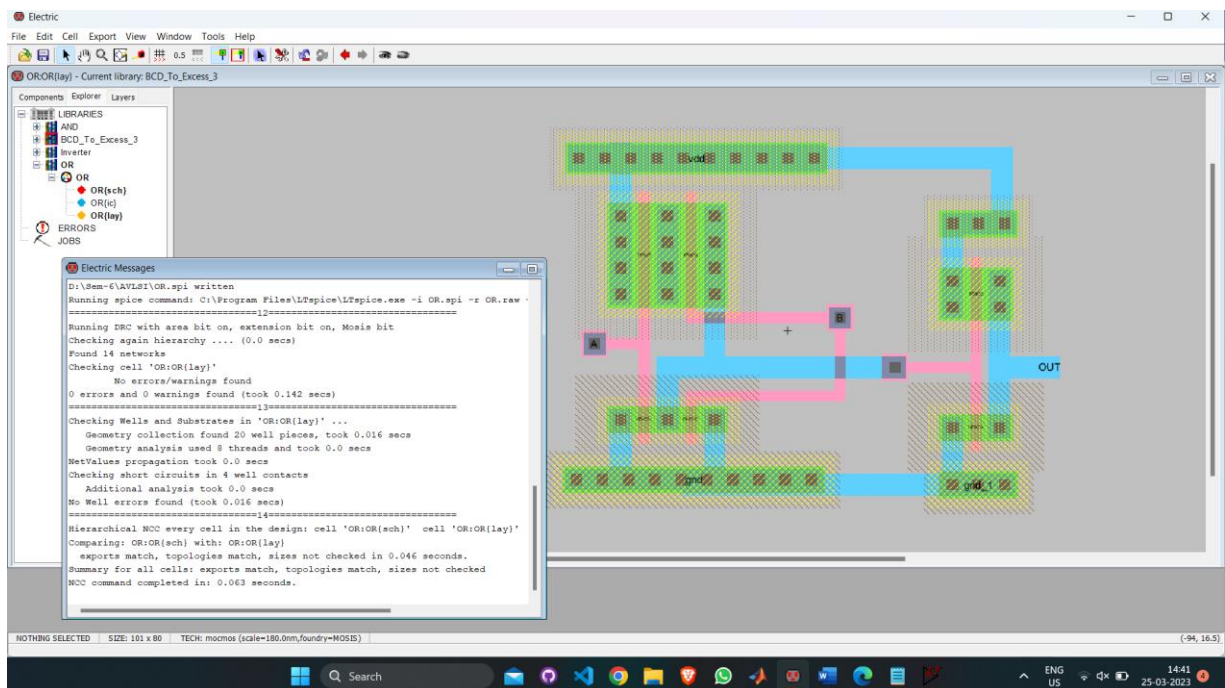 Electric
File Edit Cell Export View Window Tools Help
0.5
OR:OR{lay} - Current library: BCD_To_Excess_3
Components Explorer Layers
LIBRARIES
AND
BCD_To_Excess_3
Inverter
OR
OR
OR{sch}
OR{ic}
OR{lay}
ERRORS
JOBS
vdd
A
B
OUT
gnd
gnd_1
Electric Messages
D:\Sem-6\AVLSI\OR.spi written
Running spice command: C:\Program Files\LTspice\LTspice.exe -i OR.spi -r OR.raw -
=================================12=================================
Running DRC with area bit on, extension bit on, Mosis bit
Checking again hierarchy .... (0.0 secs)
Found 14 networks
Checking cell 'OR:OR{lay}'
No errors/warnings found
0 errors and 0 warnings found (took 0.142 secs)
=================================13=================================
Checking Wells and Substrates in 'OR:OR{lay}' ...
Geometry collection found 20 well pieces, took 0.016 secs
Geometry analysis used 8 threads and took 0.0 secs
NetValues propagation took 0.0 secs
Checking short circuits in 4 well contacts
Additional analysis took 0.0 secs
No Well errors found (took 0.016 secs)
=================================14=================================
Hierarchical NCC every cell in the design: cell 'OR:OR{sch}' cell 'OR:OR{lay}'
Comparing: OR:OR{sch} with: OR:OR{lay}
exports match, topologies match, sizes not checked in 0.046 seconds.
Summary for all cells: exports match, topologies match, sizes not checked
NCC command completed in: 0.063 seconds.
NOTHING SELECTED SIZE: 101 x 80 TECH: mocmos (scale=180.0nm,foundry=MOSIS) (-94, 16.5)
Search
ENG
US
14:41
25-03-2023
4